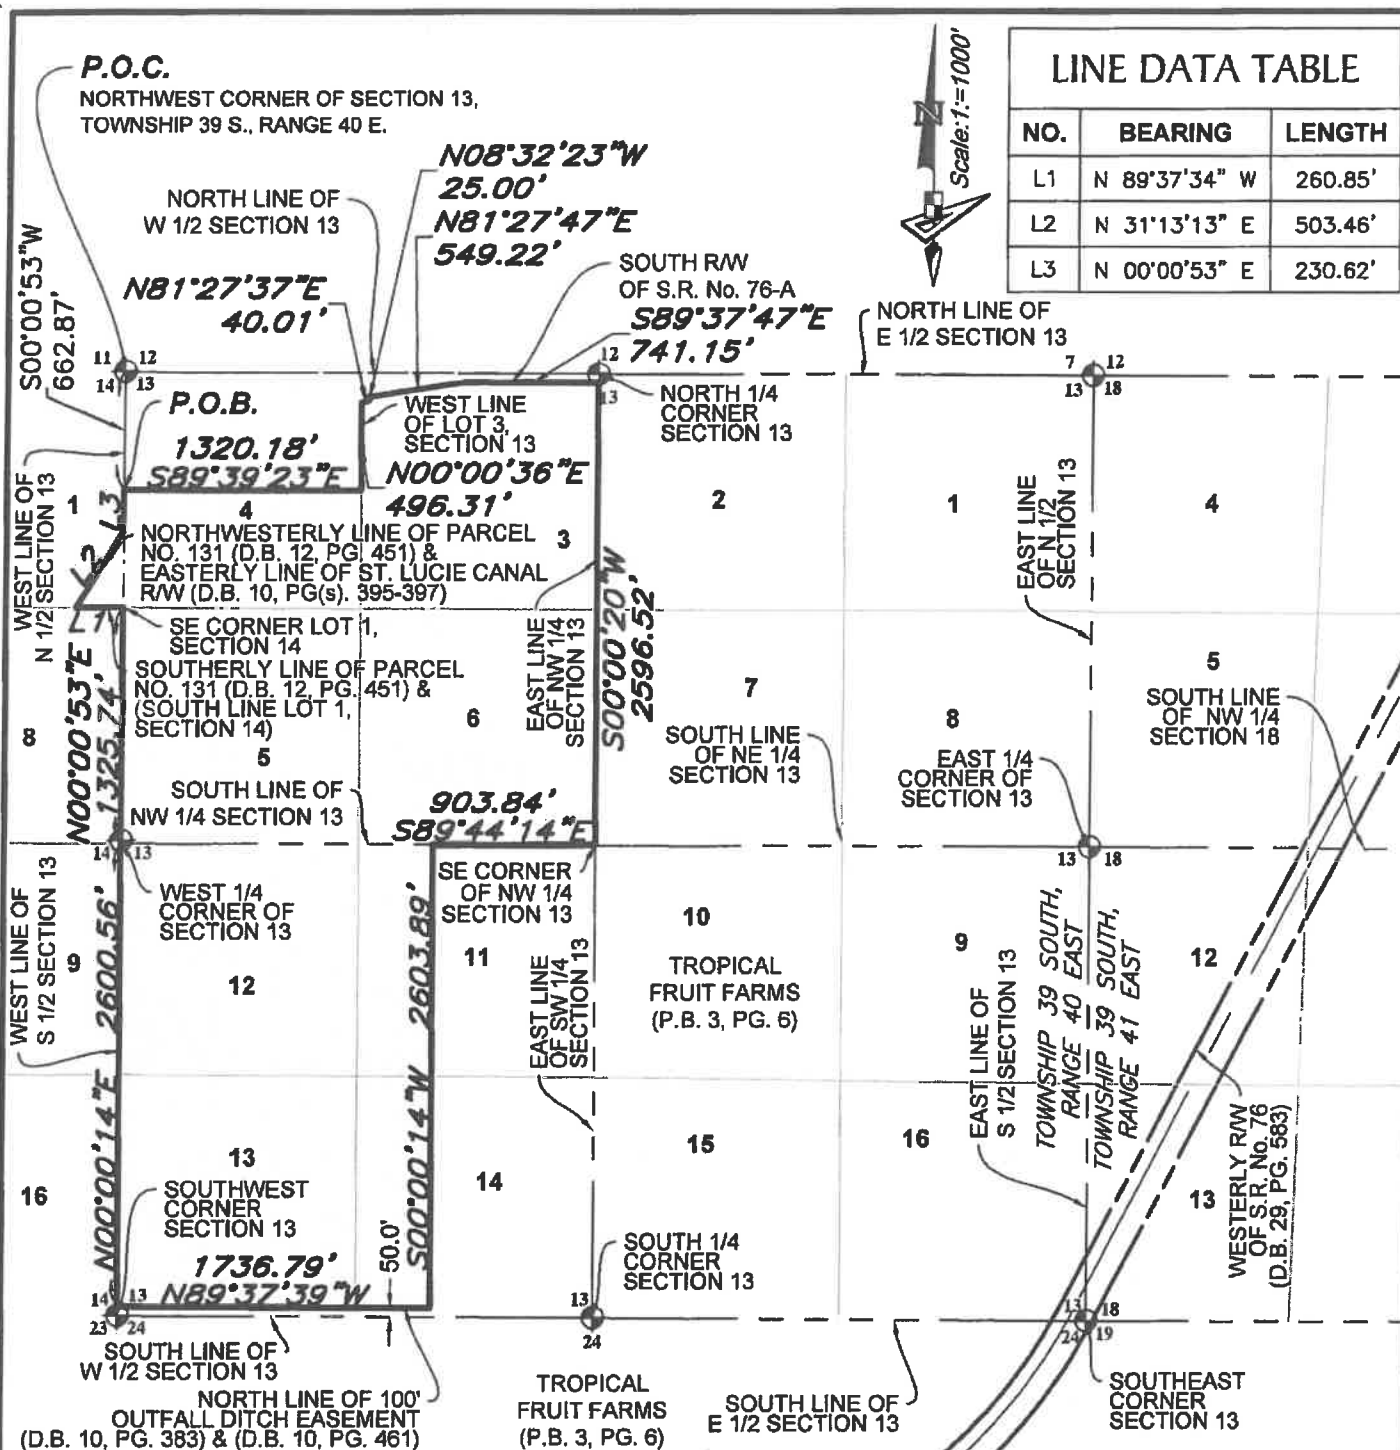 P.O.C.
NORTHWEST CORNER OF SECTION 13,
TOWNSHIP 39 S., RANGE 40 E.
N
Scale:1:=1000'
LINE DATA TABLE
NO. BEARING LENGTH
L1 N 89°37'34" W 260.85'
L2 N 31°13'13" E 503.46'
L3 N 00°00'53" E 230.62'
N08°32'23"W
25.00'
NORTH LINE OF
W 1/2 SECTION 13
N81°27'47"E
549.22'
S00°00'53"W
662.87'
N81°27'37"E
40.01'
SOUTH R/W
OF S.R. No. 76-A
S89°37'47"E
741.15'
NORTH LINE OF
E 1/2 SECTION 13
11 12
14 13
12
13
7 12
13 18
P.O.B.
1320.18'
S89°39'23"E
WEST LINE
OF LOT 3,
SECTION 13
NORTH 1/4
CORNER
SECTION 13
N00°00'36"E
496.31'
WEST LINE OF
N 1/2 SECTION 13
1
L3
4
3
2
1
EAST LINE
OF N 1/2
SECTION 13
4
NORTHWESTERLY LINE OF PARCEL
NO. 131 (D.B. 12, PG. 451) &
EASTERLY LINE OF ST. LUCIE CANAL
R/W (D.B. 10, PG(s). 395-397)
L2
L1
SE CORNER LOT 1,
SECTION 14
SOUTHERLY LINE OF PARCEL
NO. 131 (D.B. 12, PG. 451) &
(SOUTH LINE LOT 1,
SECTION 14)
N00°00'53"E
1325.74'
EAST LINE
OF NW 1/4
SECTION 13
S00°00'20"W
2596.52'
8
5
6
7
8
5
SOUTH LINE
OF NW 1/4
SECTION 18
SOUTH LINE OF
NW 1/4 SECTION 13
SOUTH LINE
OF NE 1/4
SECTION 13
EAST 1/4
CORNER OF
SECTION 13
903.84'
S89°44'14"E
14 13
13 18
WEST LINE OF
S 1/2 SECTION 13
WEST 1/4
CORNER OF
SECTION 13
SE CORNER
OF NW 1/4
SECTION 13
9
12
11
10
9
12
N00°00'14"E 2600.56'
S00°00'14"W 2603.89'
EAST LINE
OF SW 1/4
SECTION 13
TROPICAL
FRUIT FARMS
(P.B. 3, PG. 6)
EAST LINE OF
S 1/2 SECTION 13
TOWNSHIP 39 SOUTH,
RANGE 40 EAST
TOWNSHIP 39 SOUTH,
RANGE 41 EAST
16
13
14
15
16
13
WESTERLY R/W
OF S.R. No. 76
(D.B. 29, PG. 583)
SOUTHWEST
CORNER
SECTION 13
1736.79'
N89°37'39"W
50.0'
SOUTH 1/4
CORNER
SECTION 13
14 13
23 24
13
24
13 18
24 19
SOUTH LINE OF
W 1/2 SECTION 13
NORTH LINE OF 100'
OUTFALL DITCH EASEMENT
(D.B. 10, PG. 383) & (D.B. 10, PG. 461)
TROPICAL
FRUIT FARMS
(P.B. 3, PG. 6)
SOUTH LINE OF
E 1/2 SECTION 13
SOUTHEAST
CORNER
SECTION 13